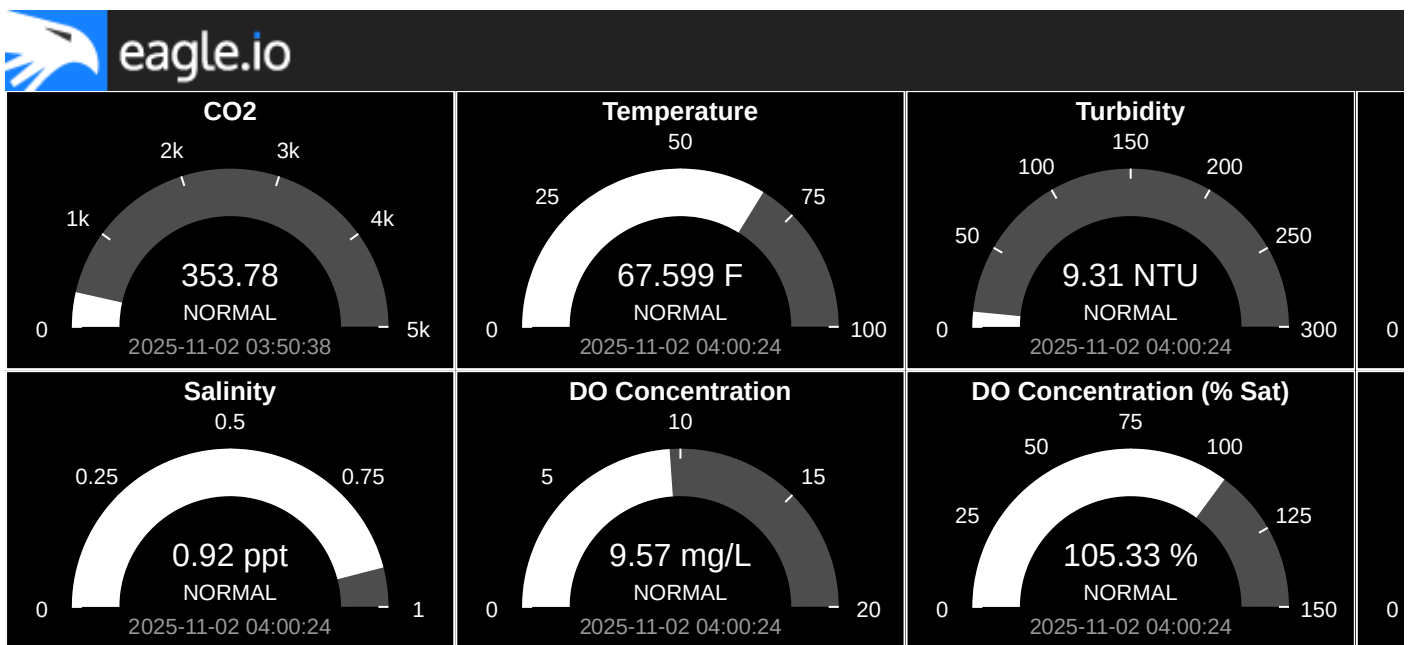 eagle.io
CO2
0
1k
2k
3k
4k
5k
353.78
NORMAL
2025-11-02 03:50:38
Temperature
0
25
50
75
100
67.599 F
NORMAL
2025-11-02 04:00:24
Turbidity
0
50
100
150
200
250
300
9.31 NTU
NORMAL
2025-11-02 04:00:24
0
Salinity
0
0.25
0.5
0.75
1
0.92 ppt
NORMAL
2025-11-02 04:00:24
DO Concentration
0
5
10
15
20
9.57 mg/L
NORMAL
2025-11-02 04:00:24
DO Concentration (% Sat)
0
25
50
75
100
125
150
105.33 %
NORMAL
2025-11-02 04:00:24
0